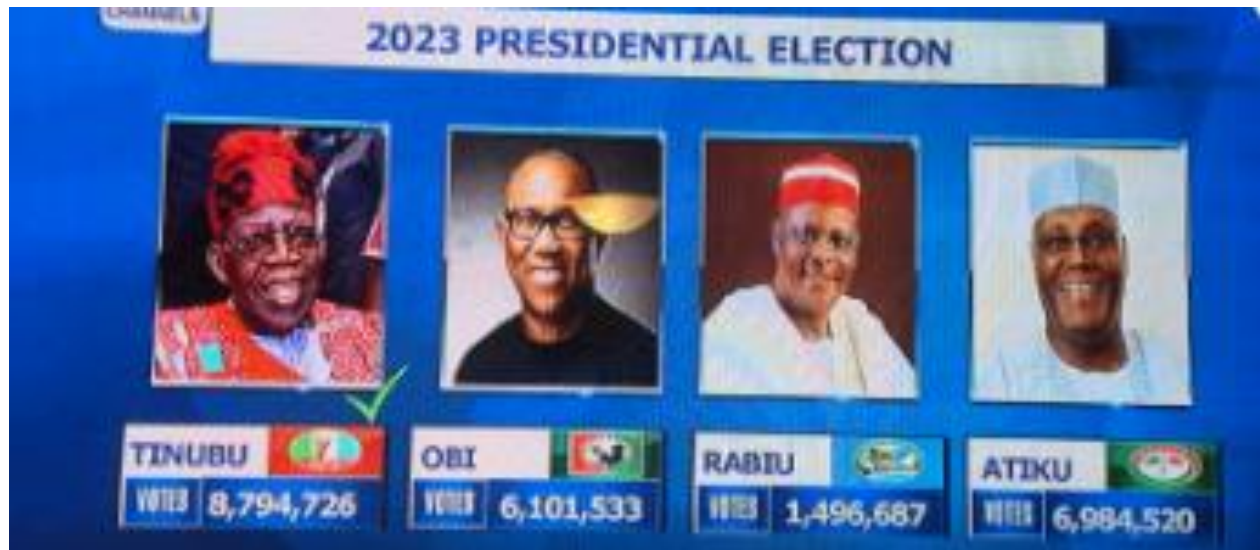 CHANNELS
2023 PRESIDENTIAL ELECTION
TINUBU
VOTES 8,794,726
OBI
VOTES 6,101,533
RABIU
VOTES 1,496,687
ATIKU
VOTES 6,984,520